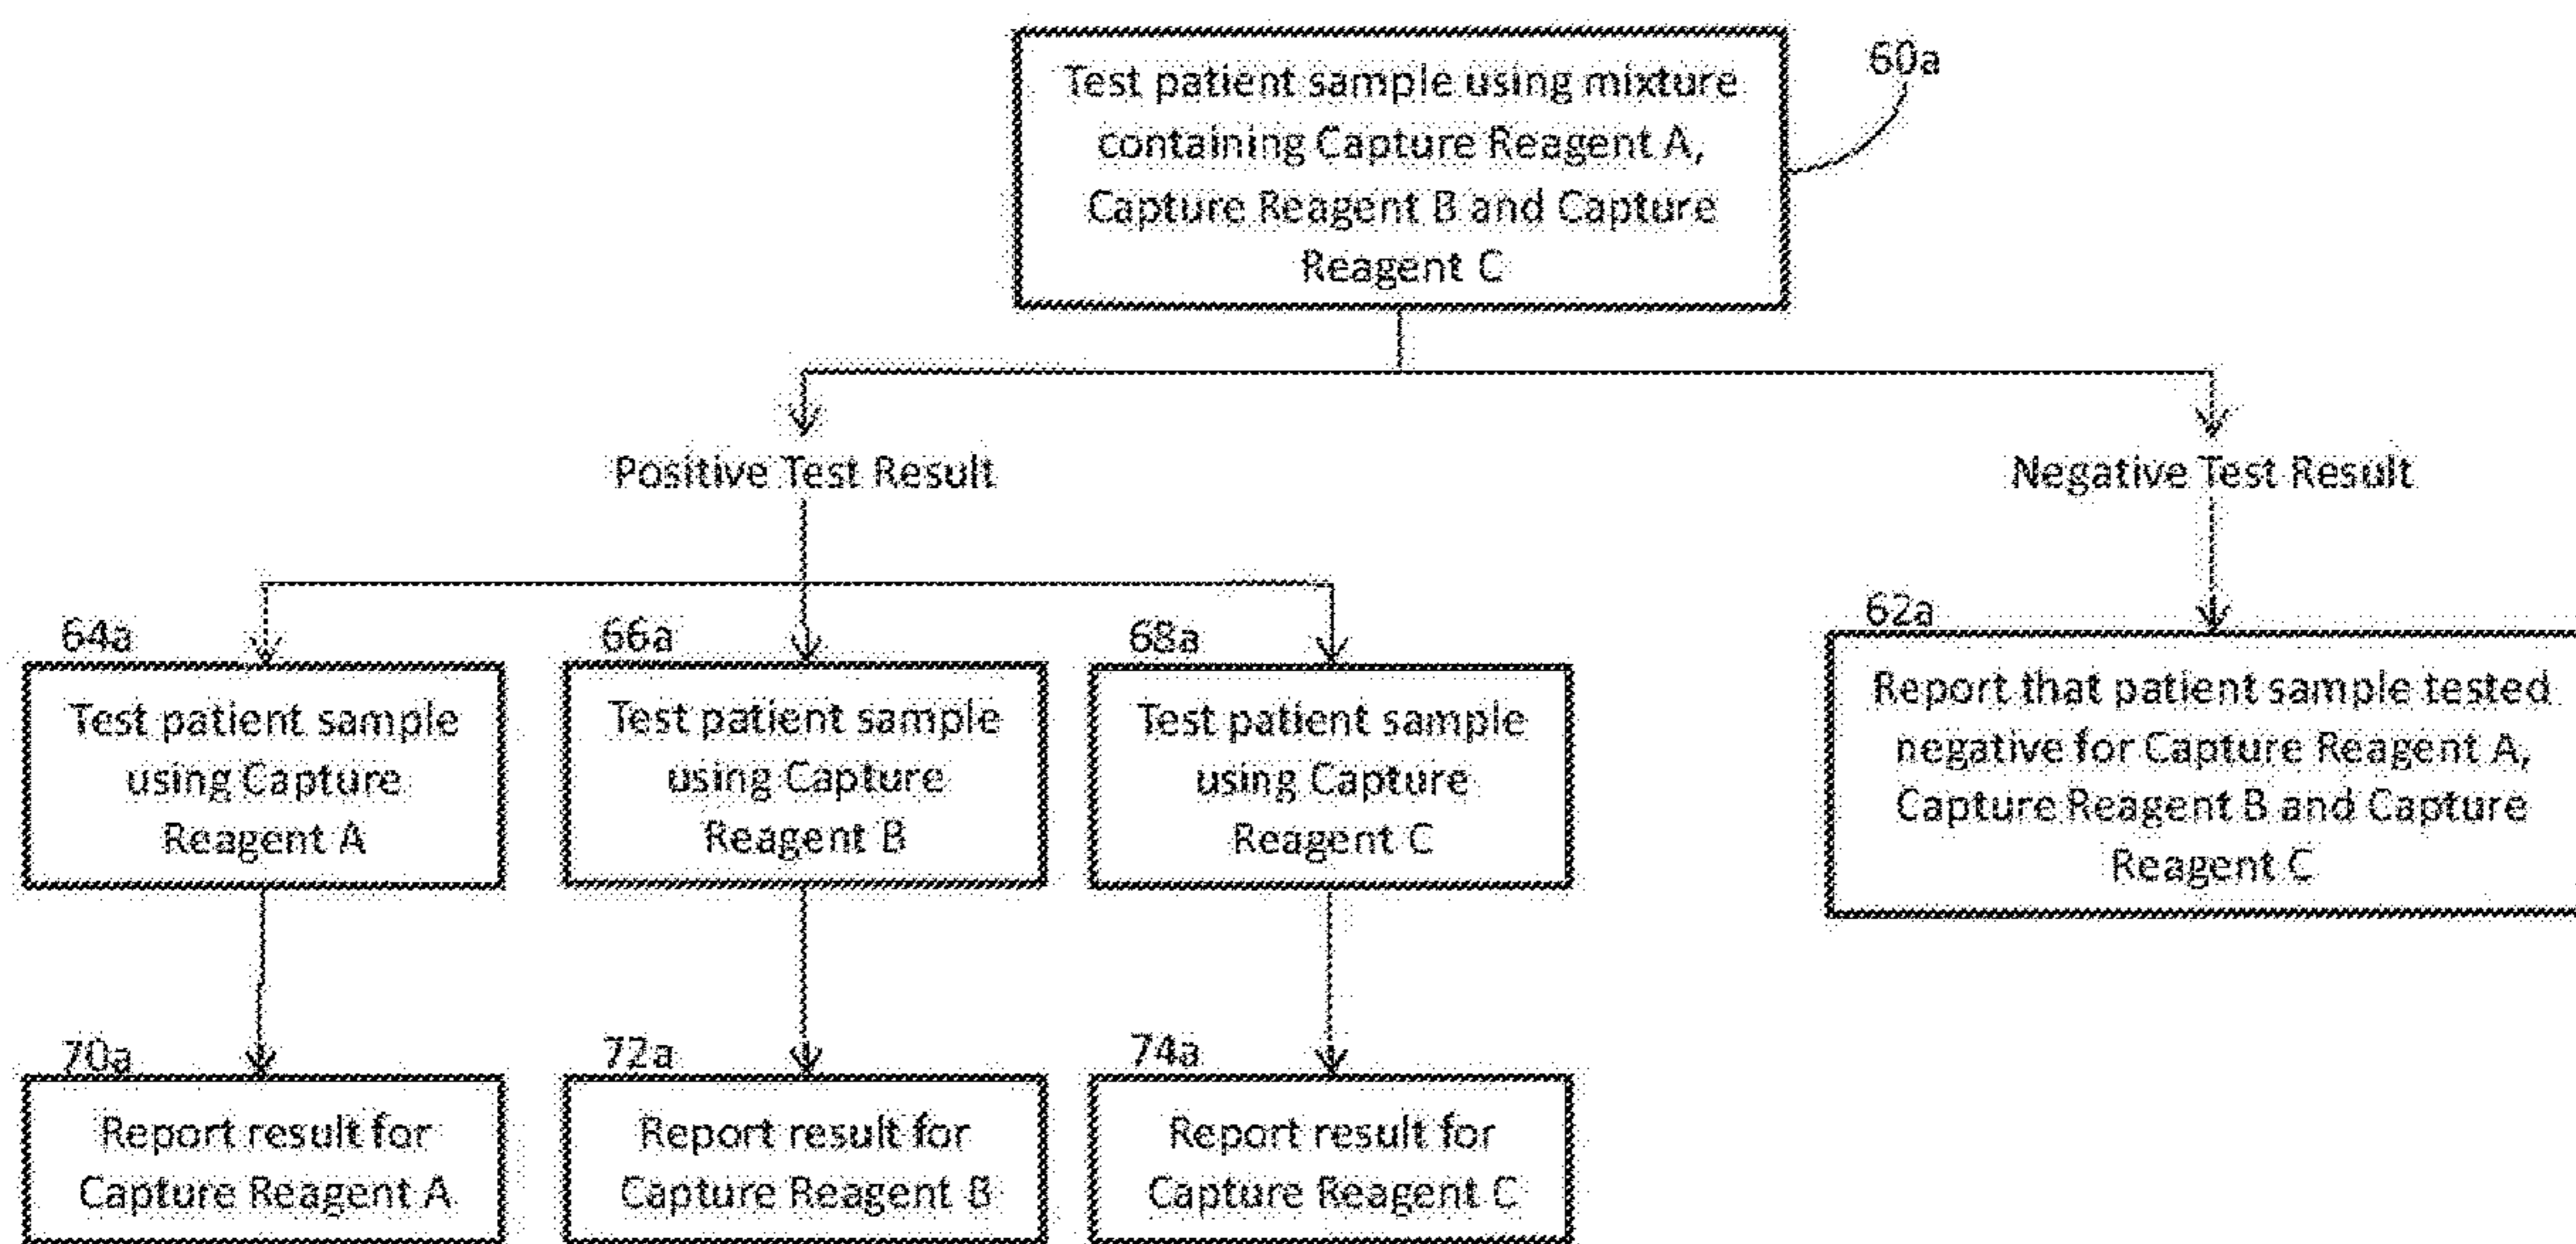 60a
Test patient sample using mixture
containing Capture Reagent A,
Capture Reagent B and Capture
Reagent C
Positive Test Result
Negative Test Result
64a
Test patient sample
using Capture
Reagent A
66a
Test patient sample
using Capture
Reagent B
68a
Test patient sample
using Capture
Reagent C
62a
Report that patient sample tested
negative for Capture Reagent A,
Capture Reagent B and Capture
Reagent C
70a
Report result for
Capture Reagent A
72a
Report result for
Capture Reagent B
74a
Report result for
Capture Reagent C